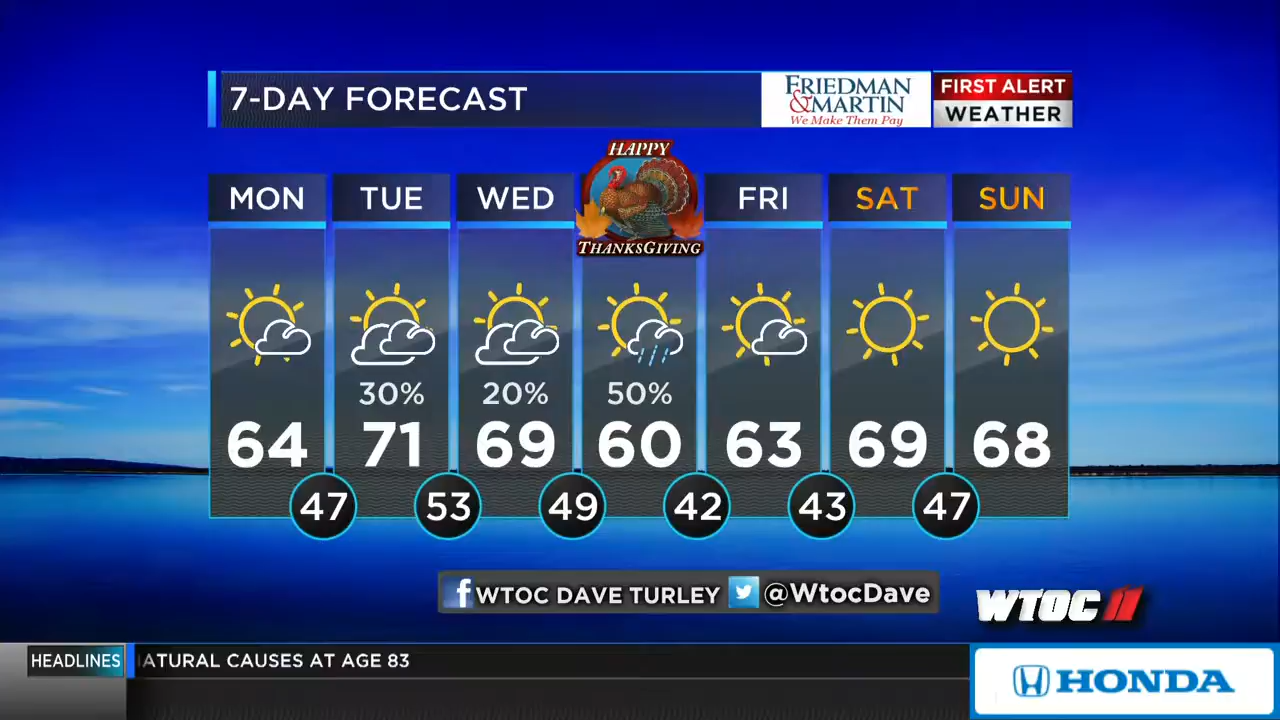 7-DAY FORECAST
FRIEDMAN
&MARTIN
We Make Them Pay
FIRST ALERT
WEATHER
HAPPY
THANKSGIVING
MON TUE WED FRI SAT SUN
30% 20% 50%
64 71 69 60 63 69 68
47 53 49 42 43 47
f WTOC DAVE TURLEY @WtocDave
WTOC 11
HEADLINES
ATURAL CAUSES AT AGE 83
HONDA